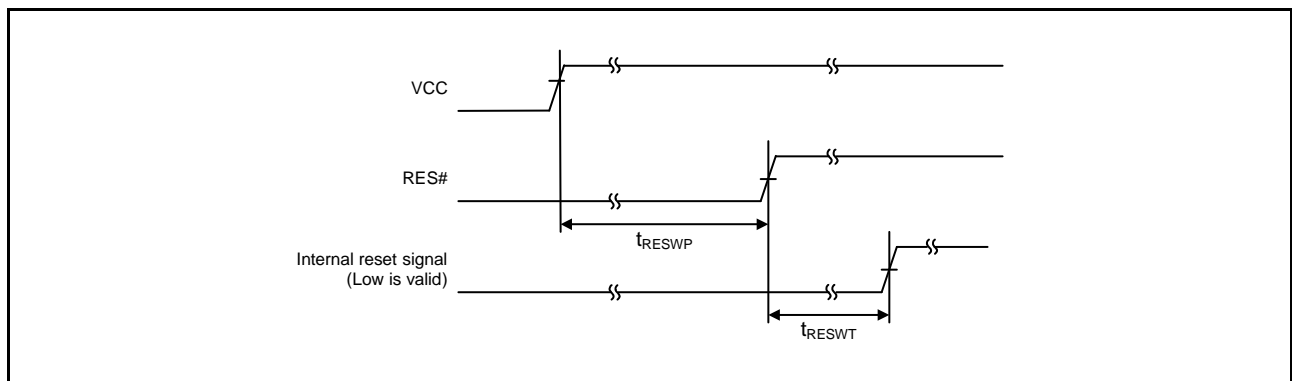 VCC
RES#
tRESWP
Internal reset signal
(Low is valid)
tRESWT